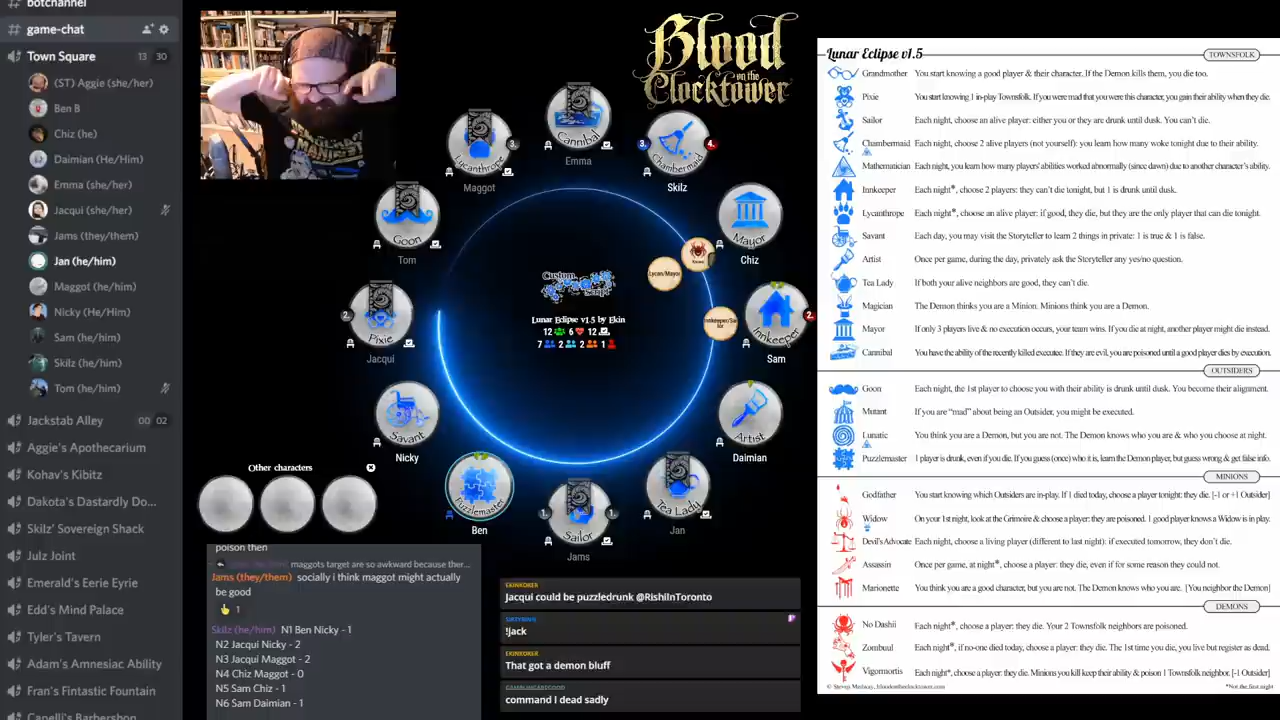 botchannel
# game-chat
Town Square 13 30
(ST) Aggie (she/her)
Ben B
Chiz (he)
Daimian (He/Him)
Emma (she/her)
Jacqui (she/her)
Jams (they/them)
Jan (he/him)
Maggot (he/him)
Nicky (He/Him)
Sam (he/him)
Skilz (he/him)
Tom (he/him)
Jackstab Alley 00 02
Aggie's Apothecarium
Kohav's Kibitz
Dakota's Dastardly Do...
Skilz' Sovereign Shack
Julz Joint
Emerald's Erie Eyrie
Edd's Mind Palace
Tyler's Tavern
Adam's Amnesiac Ability
Fran's Finantic Fountain
Capelli's Barbershop
MANIFEST
Blood
on the
Clocktower
Cannibal
Emma
Lycanthrope
3
Maggot
Chambermaid
3
4
Skilz
Goon
Tom
Mayor
Chiz
Lycan/Mayor
Pixie
2
Jacqui
Innkeeper
2
Sam
Savant
Nicky
Artist
Daimian
Puzzlemaster
Ben
Sailor
1
1
Jams
Tea Lady
Jan
Custom
Script
Lunar Eclipse v1.5 by Ekin
12 6 12
7 2 2 1
Other characters
poison then
maggots target are so awkward because ther...
Jams (they/them) socially i think maggot might actually
be good
1
Skilz (he/him) N1 Ben Nicky - 1
N2 Jacqui Nicky - 2
N3 Jacqui Maggot - 2
N4 Chiz Maggot - 0
N5 Sam Chiz - 1
N6 Sam Daimian - 1
Jacqui could be puzzledrunk @RishiInToronto
!Jack
That got a demon bluff
command I dead sadly
Lunar Eclipse v1.5
TOWNSFOLK
Grandmother You start knowing a good player & their character. If the Demon kills them, you die too.
Pixie You start knowing 1 in-play Townsfolk. If you were mad that you were this character, you gain their ability when they die.
Sailor Each night, choose an alive player: either you or they are drunk until dusk. You can't die.
Chambermaid Each night, choose 2 alive players (not yourself): you learn how many woke tonight due to their ability.
Mathematician Each night, you learn how many players' abilities worked abnormally (since dawn) due to another character's ability.
Innkeeper Each night*, choose 2 players: they can't die tonight, but 1 is drunk until dusk.
Lycanthrope Each night*, choose an alive player: if good, they die, but they are the only player that can die tonight.
Savant Each day, you may visit the Storyteller to learn 2 things in private: 1 is true & 1 is false.
Artist Once per game, during the day, privately ask the Storyteller any yes/no question.
Tea Lady If both your alive neighbors are good, they can't die.
Magician The Demon thinks you are a Minion. Minions think you are a Demon.
Mayor If only 3 players live & no execution occurs, your team wins. If you die at night, another player might die instead.
Cannibal You have the ability of the recently killed executee. If they are evil, you are poisoned until a good player dies by execution.
OUTSIDERS
Goon Each night, the 1st player to choose you with their ability is drunk until dusk. You become their alignment.
Mutant If you are "mad" about being an Outsider, you might be executed.
Lunatic You think you are a Demon, but you are not. The Demon knows who you are & who you choose at night.
Puzzlemaster 1 player is drunk, even if you die. If you guess (once) who it is, learn the Demon player, but guess wrong & get false info.
MINIONS
Godfather You start knowing which Outsiders are in-play. If 1 died today, choose a player tonight: they die. [-1 or +1 Outsider]
Widow On your 1st night, look at the Grimoire & choose a player: they are poisoned. 1 good player knows a Widow is in play.
Devil's Advocate Each night, choose a living player (different to last night): if executed tomorrow, they don't die.
Assassin Once per game, at night*, choose a player: they die, even if for some reason they could not.
Marionette You think you are a good character, but you are not. The Demon knows who you are. [You neighbor the Demon]
DEMONS
No Dashii Each night*, choose a player: they die. Your 2 Townsfolk neighbors are poisoned.
Zombuul Each night*, if no-one died today, choose a player: they die. The 1st time you die, you live but register as dead.
Vigormortis Each night*, choose a player: they die. Minions you kill keep their ability & poison 1 Townsfolk neighbor. [-1 Outsider]
© Steven Medway, bloodontheclocktower.com *Not the first night